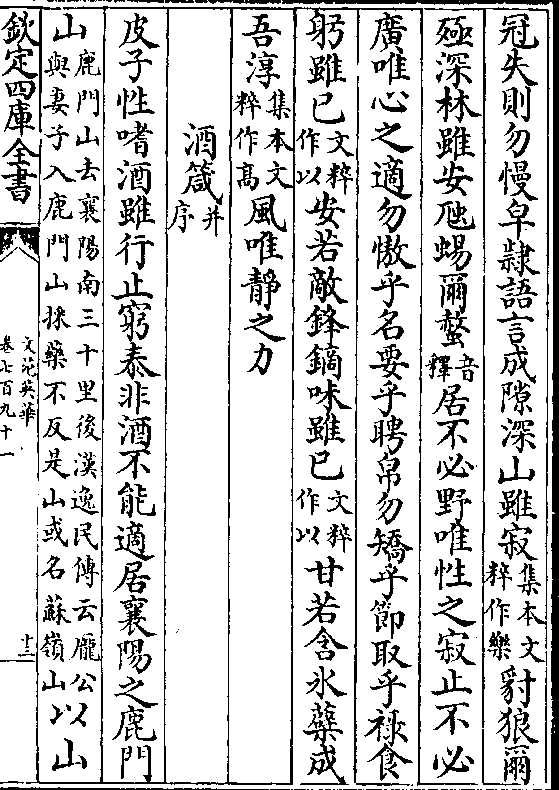 冠失則勿慢皁隸語言成隙深山雖寂集本文粹作樂豺狼爾
殛深林雖安虺蜴爾螫音釋居不必野唯性之寂止不必
廣唯心之適勿傲乎名要乎聘帛勿矯乎節取乎祿食
躬雖已文粹作以安若敵鋒鏑味雖已文粹作以甘若含氷蘖成
吾淳集本文粹作高風唯靜之力
酒箴并序
皮子性嗜酒雖行止窮泰非酒不能適居襄陽之鹿門
山鹿門山去襄陽南三十里後漢逸民傳云龐公以與妻子入鹿門山採藥不反是山或名蘇嶺山以山
欽定四庫全書
文苑英華
卷七百九十一
十三